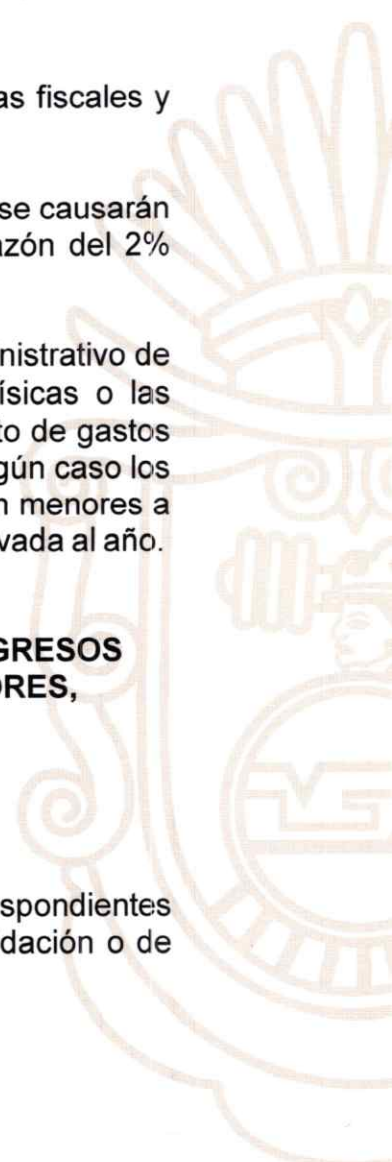 as fiscales y
se causarán
azón del 2%
nistrativo de
ísicas o las
to de gastos
gún caso los
n menores a
vada al año.
GRESOS
ORES,
spondientes
dación o de